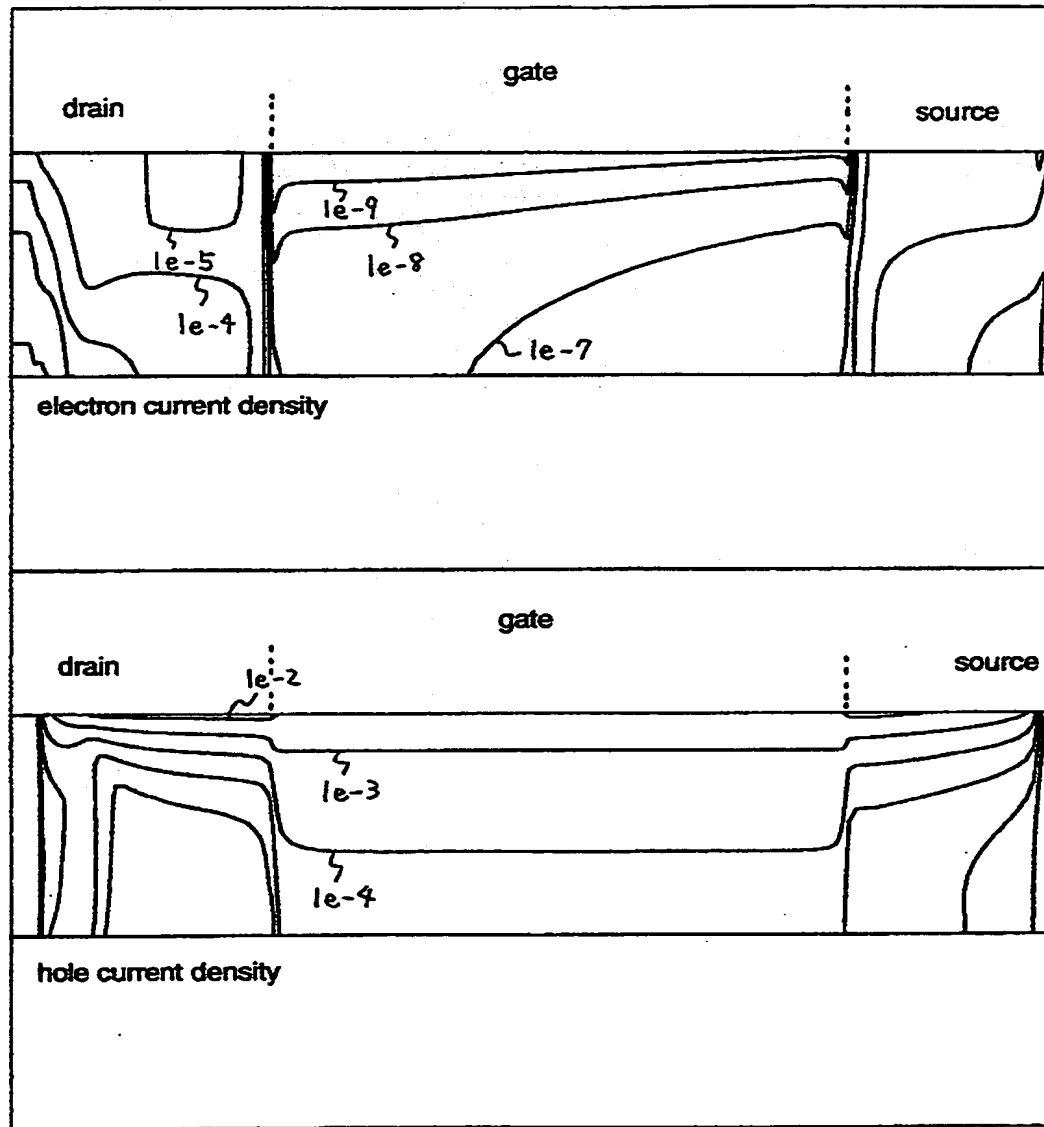 gate
drain
source
1e-9
1e-8
1e-5
1e-4
1e-7
electron current density
gate
drain
source
1e-2
1e-3
1e-4
hole current density